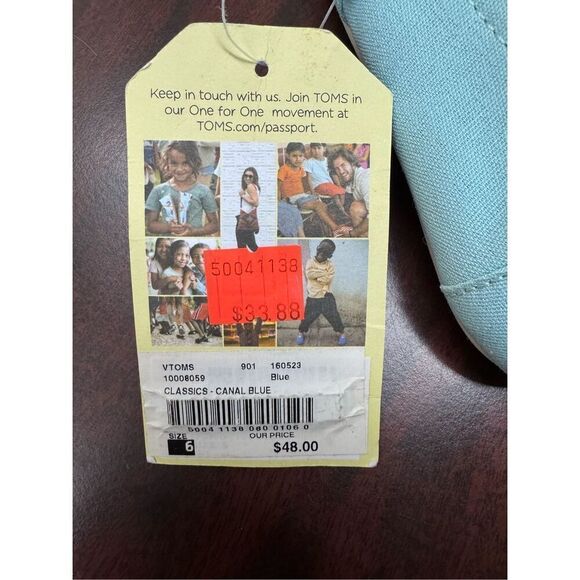 Keep in touch with us. Join TOMS in
our One for One movement at
TOMS.com/passport.
50041138
$33.88
VTOMS 901 160523
10008059 Blue
CLASSICS - CANAL BLUE
5004 1138 060 0106 0
SIZE OUR PRICE
6 $48.00